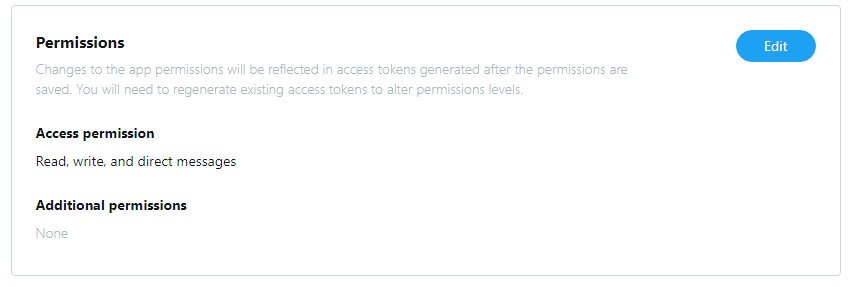 Permissions
Edit
Changes to the app permissions will be reflected in access tokens generated after the permissions are
saved. You will need to regenerate existing access tokens to alter permissions levels.
Access permission
Read, write, and direct messages
Additional permissions
None